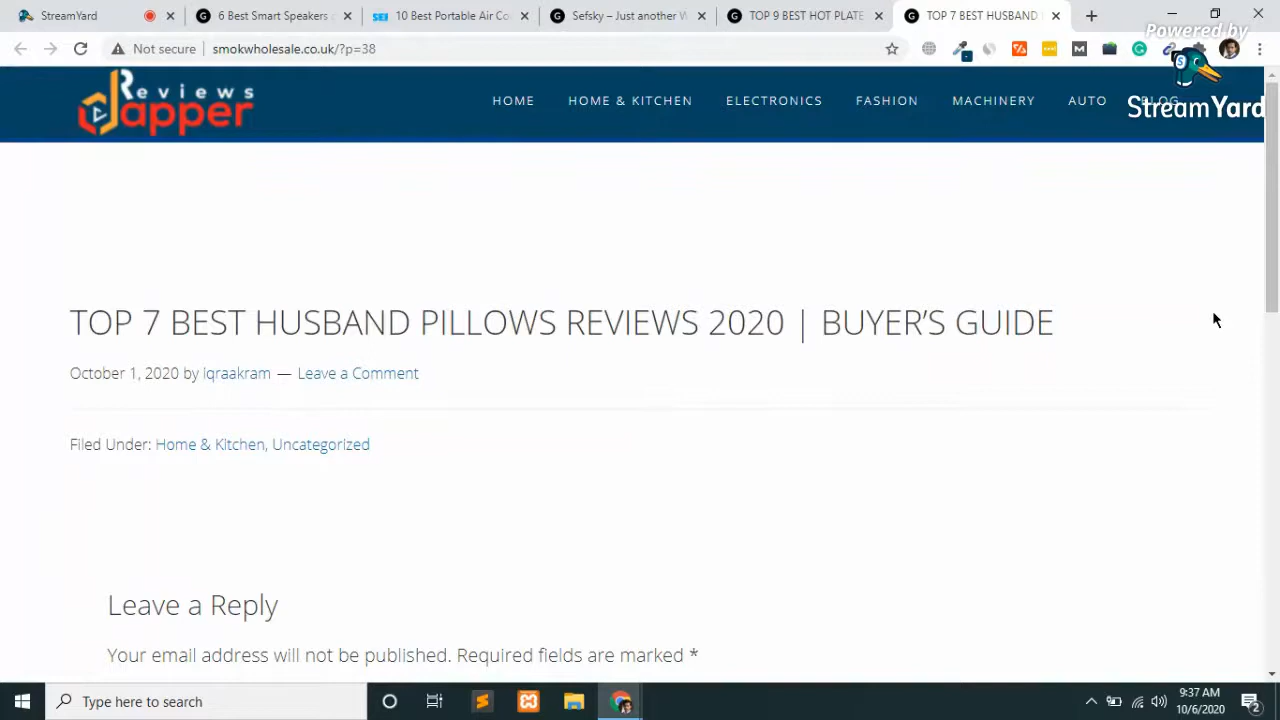 StreamYard
6 Best Smart Speakers
10 Best Portable Air Co
Sefsky – Just another W
TOP 9 BEST HOT PLATE
TOP 7 BEST HUSBAND
Powered by
Not secure
smokwholesale.co.uk/?p=38
StreamYard
Reviews
Dapper
HOME
HOME & KITCHEN
ELECTRONICS
FASHION
MACHINERY
AUTO
BLOG
TOP 7 BEST HUSBAND PILLOWS REVIEWS 2020 | BUYER’S GUIDE
October 1, 2020 by iqraakram — Leave a Comment
Filed Under: Home & Kitchen, Uncategorized
Leave a Reply
Your email address will not be published. Required fields are marked *
Type here to search
9:37 AM
10/6/2020
2